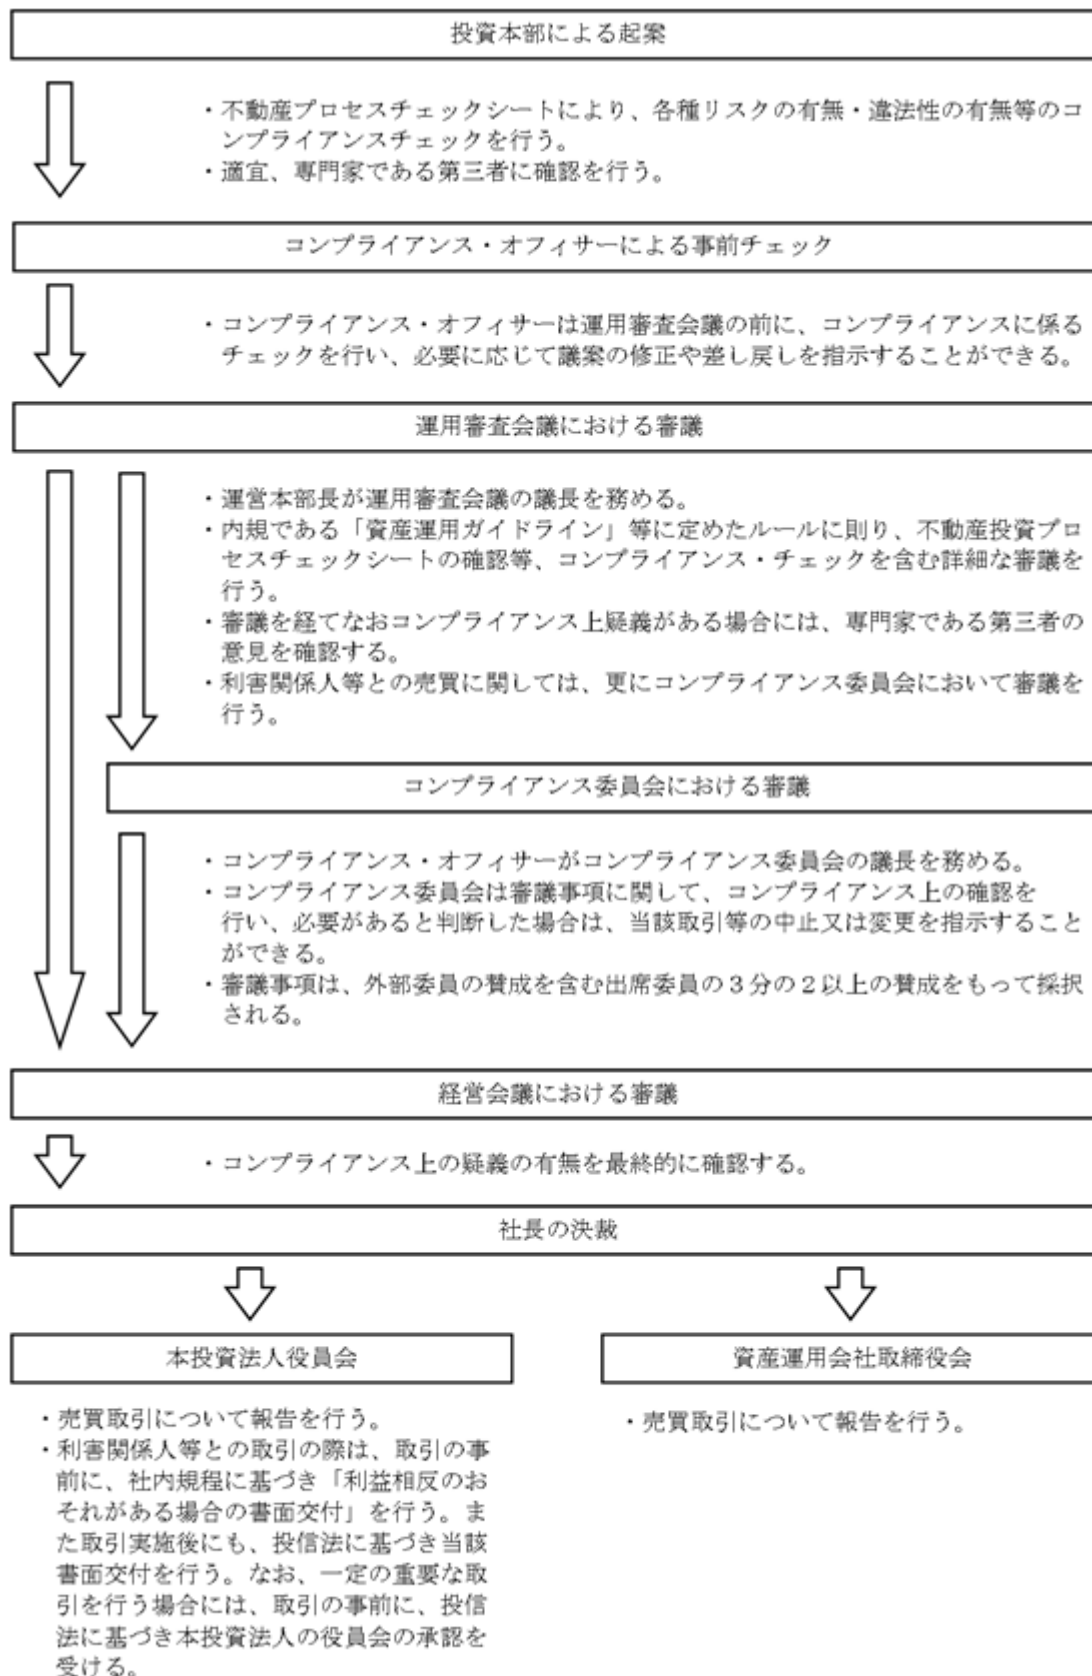 投資本部による起案
・不動産プロセスチェックシートにより、各種リスクの有無・違法性の有無等のコ
ンプライアンスチェックを行う。
・適宜、専門家である第三者に確認を行う。
コンプライアンス・オフィサーによる事前チェック
・コンプライアンス・オフィサーは運用審査会議の前に、コンプライアンスに係る
チェックを行い、必要に応じて議案の修正や差し戻しを指示することができる。
運用審査会議における審議
・運営本部長が運用審査会議の議長を務める。
・内規である「資産運用ガイドライン」等に定めたルールに則り、不動産投資プロ
セスチェックシートの確認等、コンプライアンス・チェックを含む詳細な審議を
行う。
・審議を経てなおコンプライアンス上疑義がある場合には、専門家である第三者の
意見を確認する。
・利害関係人等との売買に関しては、更にコンプライアンス委員会において審議を
行う。
コンプライアンス委員会における審議
・コンプライアンス・オフィサーがコンプライアンス委員会の議長を務める。
・コンプライアンス委員会は審議事項に関して、コンプライアンス上の確認を
行い、必要があると判断した場合は、当該取引等の中止又は変更を指示すること
ができる。
・審議事項は、外部委員の賛成を含む出席委員の3分の2以上の賛成をもって採択
される。
経営会議における審議
・コンプライアンス上の疑義の有無を最終的に確認する。
社長の決裁
本投資法人役員会
・売買取引について報告を行う。
・利害関係人等との取引の際は、取引の事
前に、社内規程に基づき「利益相反のお
それがある場合の書面交付」を行う。ま
た取引実施後にも、投信法に基づき当該
書面交付を行う。なお、一定の重要な取
引を行う場合には、取引の事前に、投信
法に基づき本投資法人の役員会の承認を
受ける。
資産運用会社取締役会
・売買取引について報告を行う。